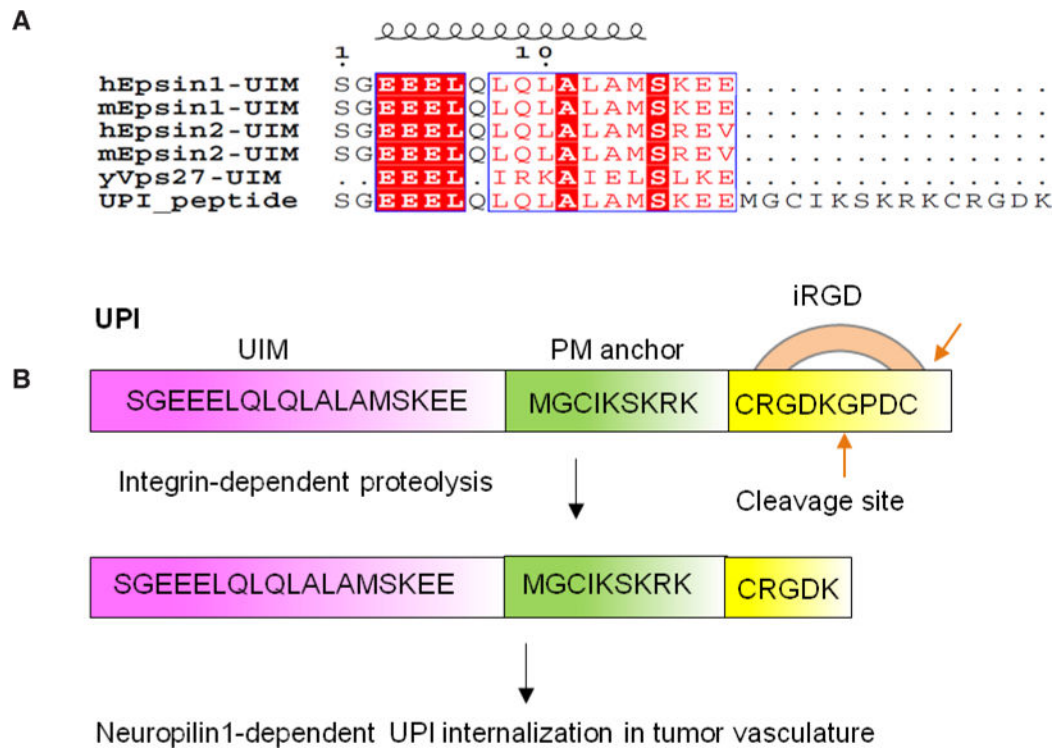 A
1 10
hEpsin1-UIM SGEEELQLQLALAMSKEE..............
mEpsin1-UIM SGEEELQLQLALAMSKEE..............
hEpsin2-UIM SGEEELQLQLALAMSREV..............
mEpsin2-UIM SGEEELQLQLALAMSREV..............
yVps27-UIM ..EEEL.IRKAIELSLKE..............
UPI_peptide SGEEELQLQLALAMSKEEMGCIKSKRKCRGDK
iRGD
UPI
UIM PM anchor
B
SGEEELQLQLALAMSKEE MGCIKSKRK CRGDKGPDC
Integrin-dependent proteolysis
Cleavage site
SGEEELQLQLALAMSKEE MGCIKSKRK CRGDK
Neuropilin1-dependent UPI internalization in tumor vasculature